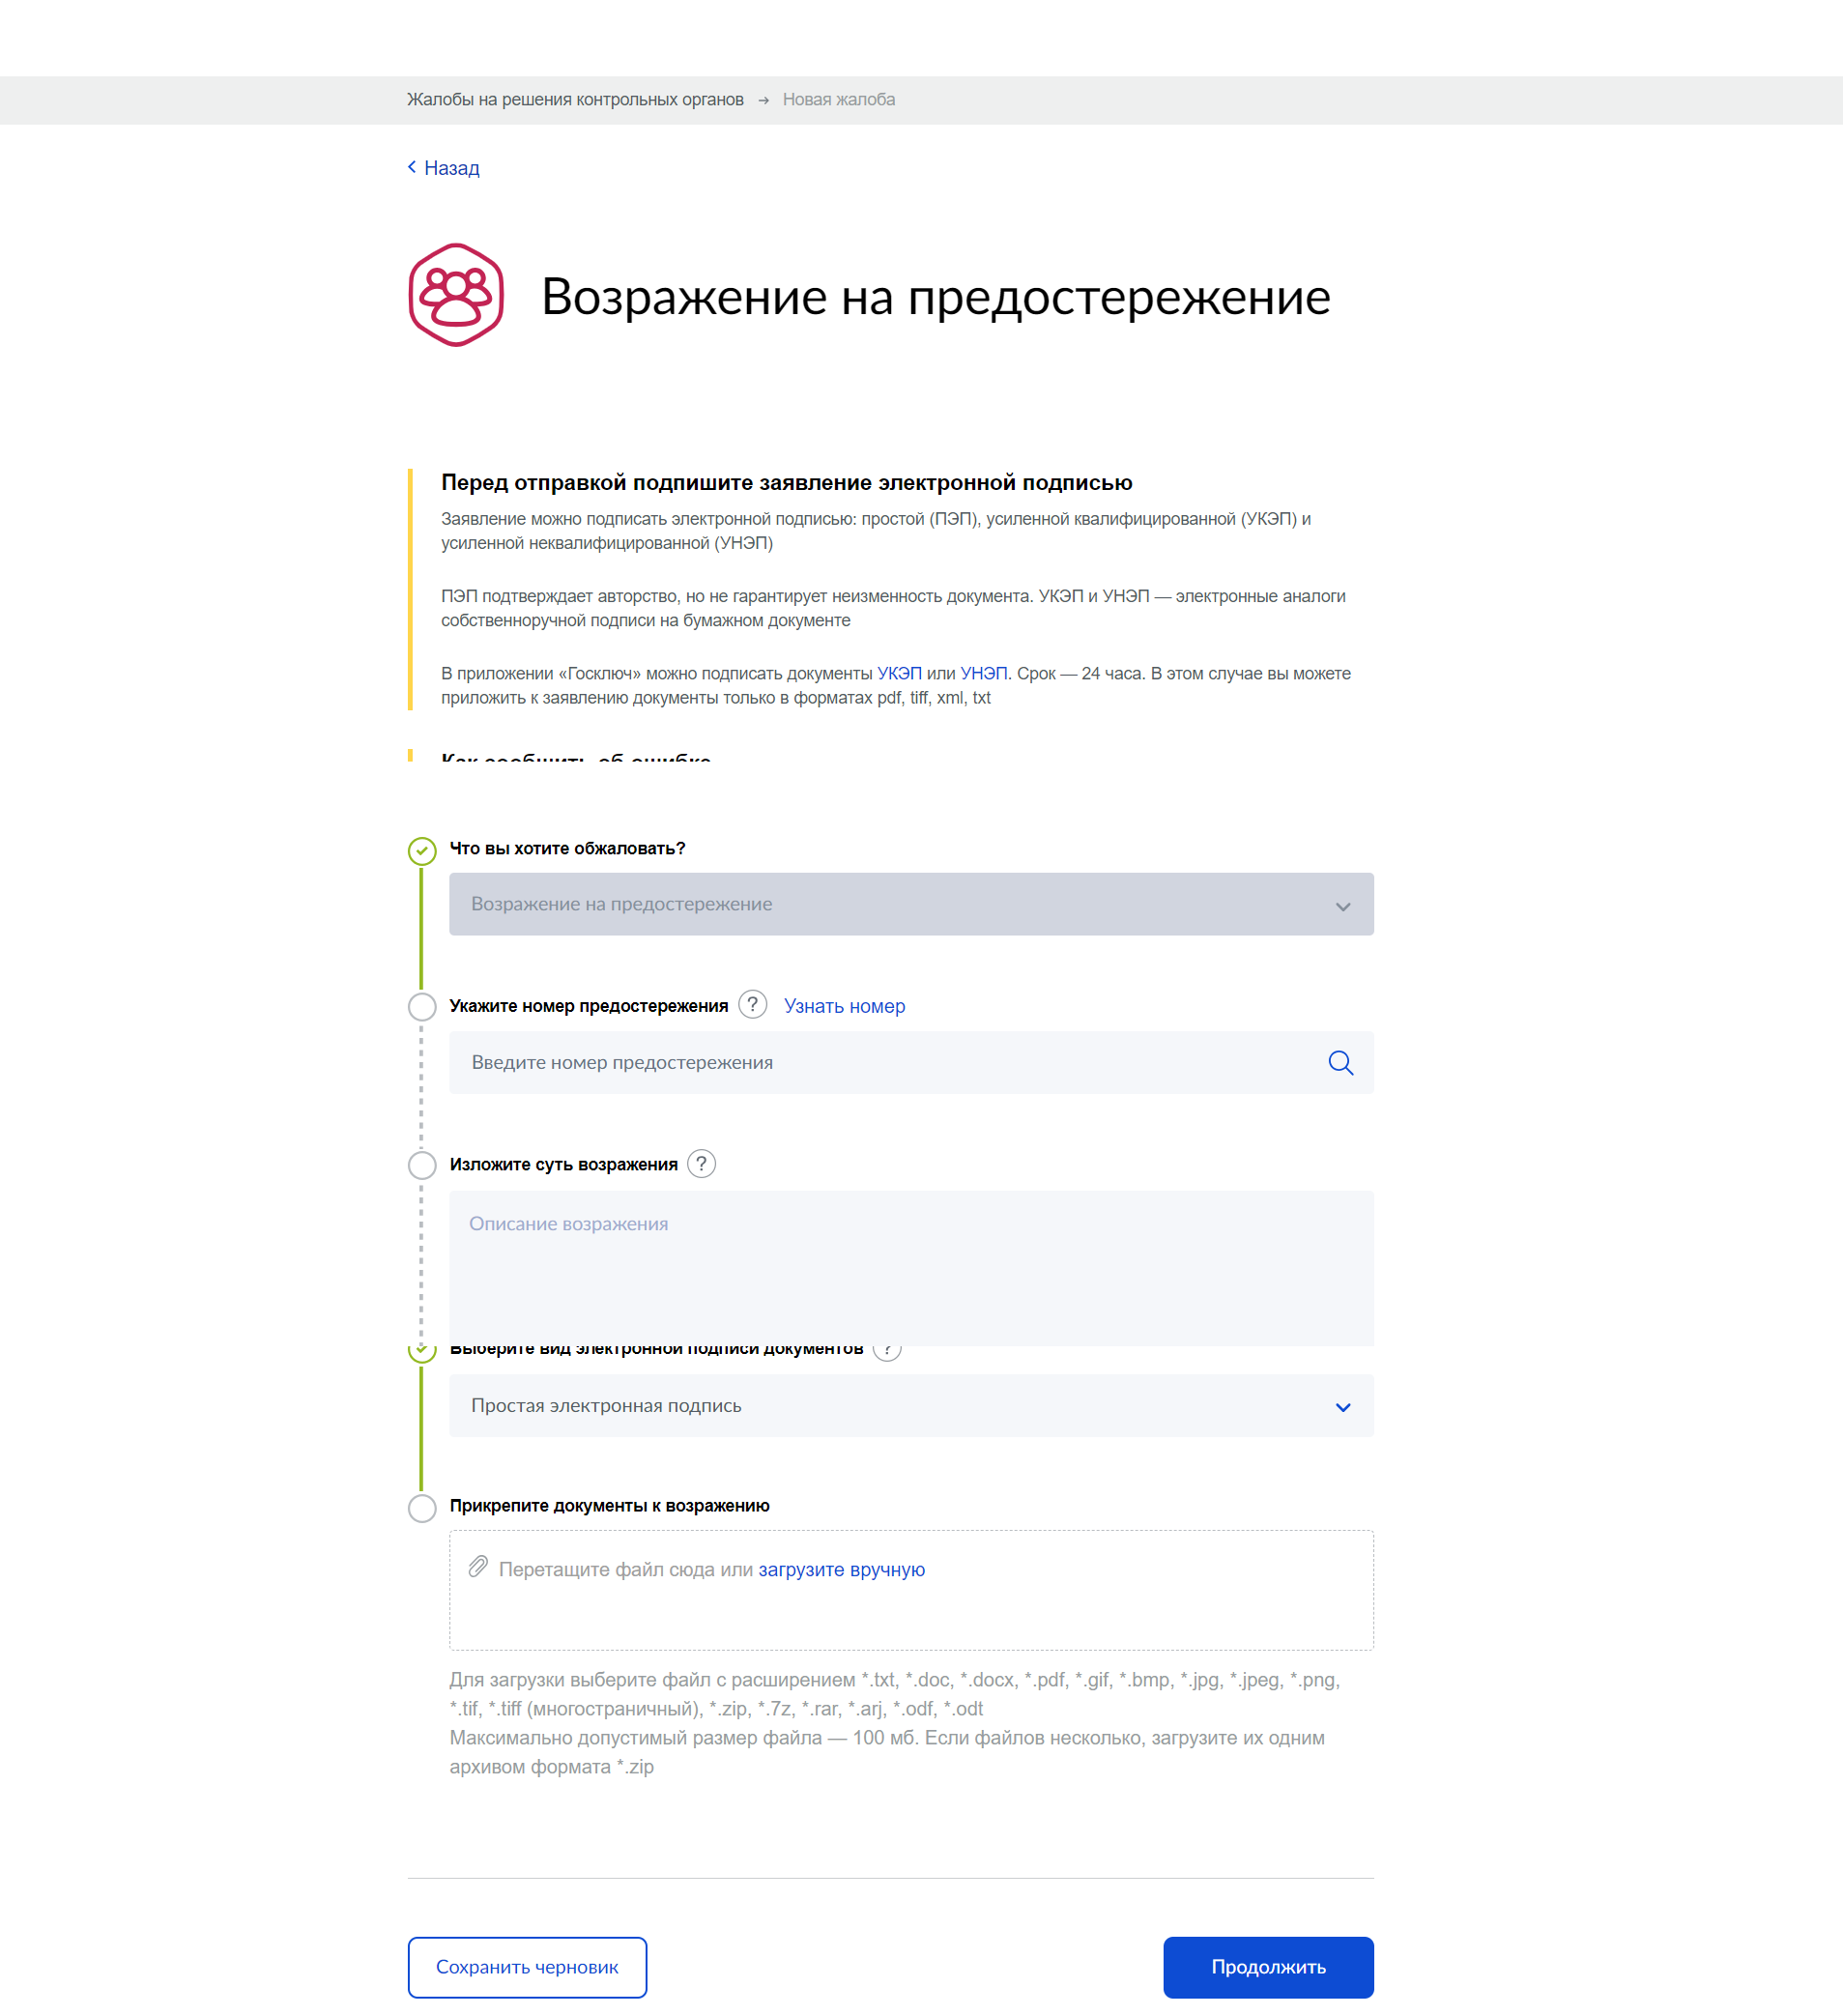 Жалобы на решения контрольных органов → Новая жалоба
Назад
Возражение на предостережение
Перед отправкой подпишите заявление электронной подписью
Заявление можно подписать электронной подписью: простой (ПЭП), усиленной квалифицированной (УКЭП) и
усиленной неквалифицированной (УНЭП)
ПЭП подтверждает авторство, но не гарантирует неизменность документа. УКЭП и УНЭП — электронные аналоги
собственноручной подписи на бумажном документе
В приложении «Госключ» можно подписать документы УКЭП или УНЭП. Срок — 24 часа. В этом случае вы можете
приложить к заявлению документы только в форматах pdf, tiff, xml, txt
Как сообщить об ошибке
Что вы хотите обжаловать?
Возражение на предостережение
Укажите номер предостережения ? Узнать номер
Введите номер предостережения
Изложите суть возражения ?
Описание возражения
Выберите вид электронной подписи документов ?
Простая электронная подпись
Прикрепите документы к возражению
Перетащите файл сюда или загрузите вручную
Для загрузки выберите файл с расширением *.txt, *.doc, *.docx, *.pdf, *.gif, *.bmp, *.jpg, *.jpeg, *.png,
*.tif, *.tiff (многостраничный), *.zip, *.7z, *.rar, *.arj, *.odf, *.odt
Максимально допустимый размер файла — 100 мб. Если файлов несколько, загрузите их одним
архивом формата *.zip
Сохранить черновик
Продолжить